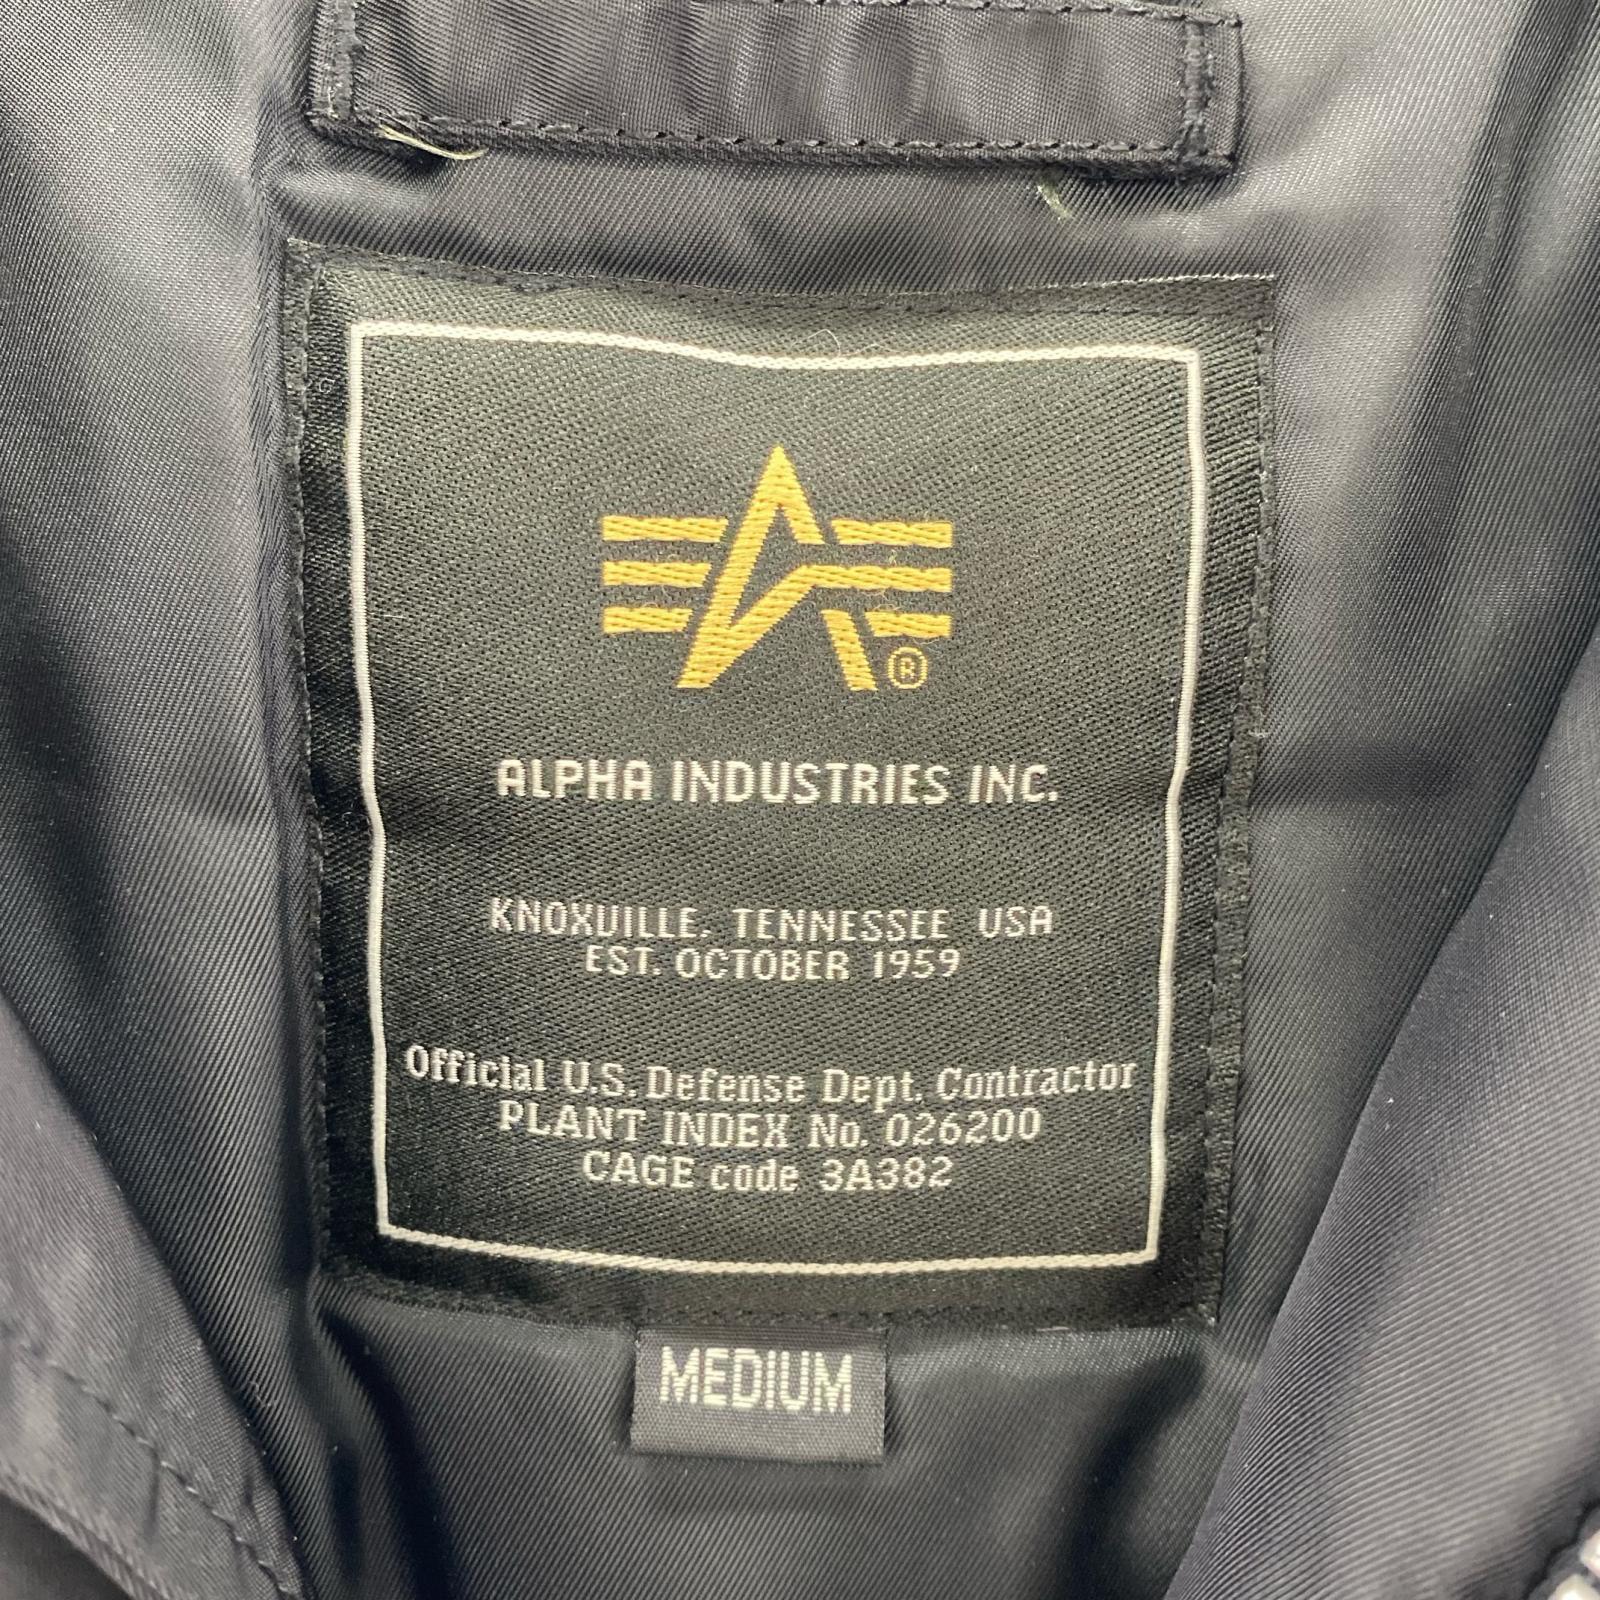 ®
ALPHA INDUSTRIES INC.
KNOXVILLE, TENNESSEE USA
EST. OCTOBER 1959
Official U.S. Defense Dept. Contractor
PLANT INDEX No. 026200
CAGE code 3A382
MEDIUM